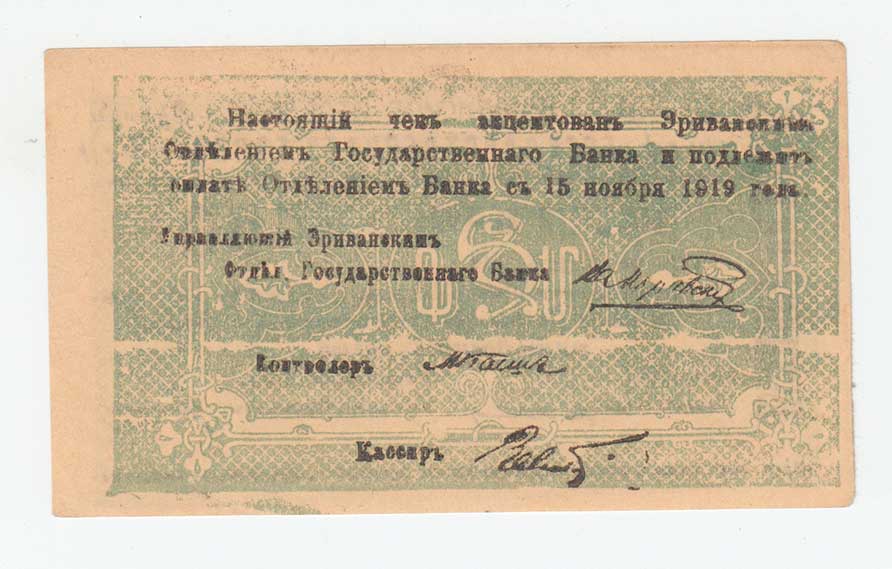 Настоящій чекъ акцептованъ Эриванскимъ
Отдѣленіемъ Государственнаго Банка и подлежитъ
оплатѣ Отдѣленіемъ Банка съ 15 ноября 1919 года.
Управляющій Эриванскимъ
Отдѣл. Государственнаго Банка
Контролеръ
Кассиръ